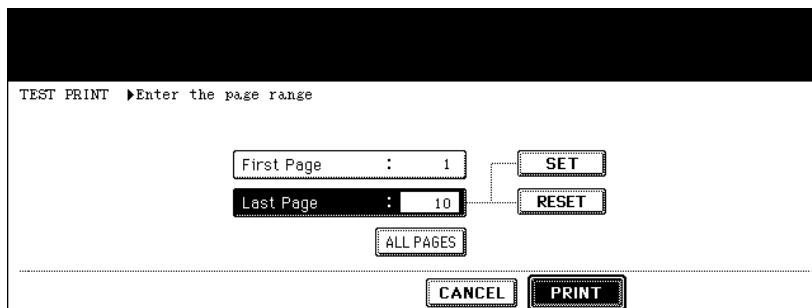 TEST PRINT ▶Enter the page range
First Page : 1 SET
Last Page : 10 RESET
ALL PAGES
CANCEL PRINT